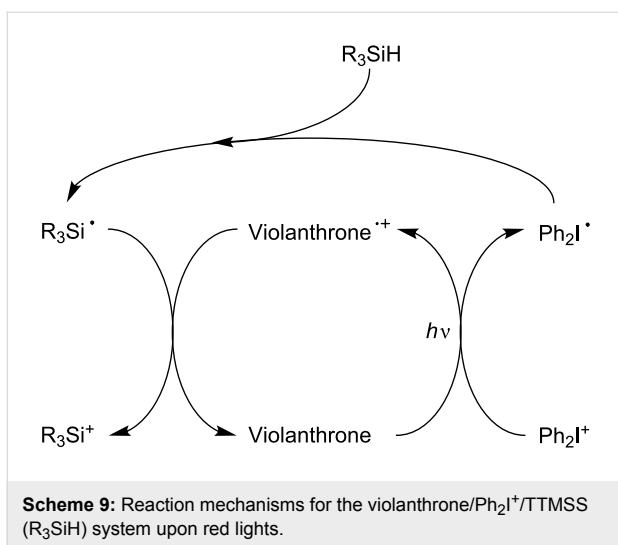 R₃SiH
R₃Si• Violanthrone•+ Ph₂I•
hν
R₃Si⁺ Violanthrone Ph₂I⁺
Scheme 9: Reaction mechanisms for the violanthrone/Ph₂I⁺/TTMSS
(R₃SiH) system upon red lights.